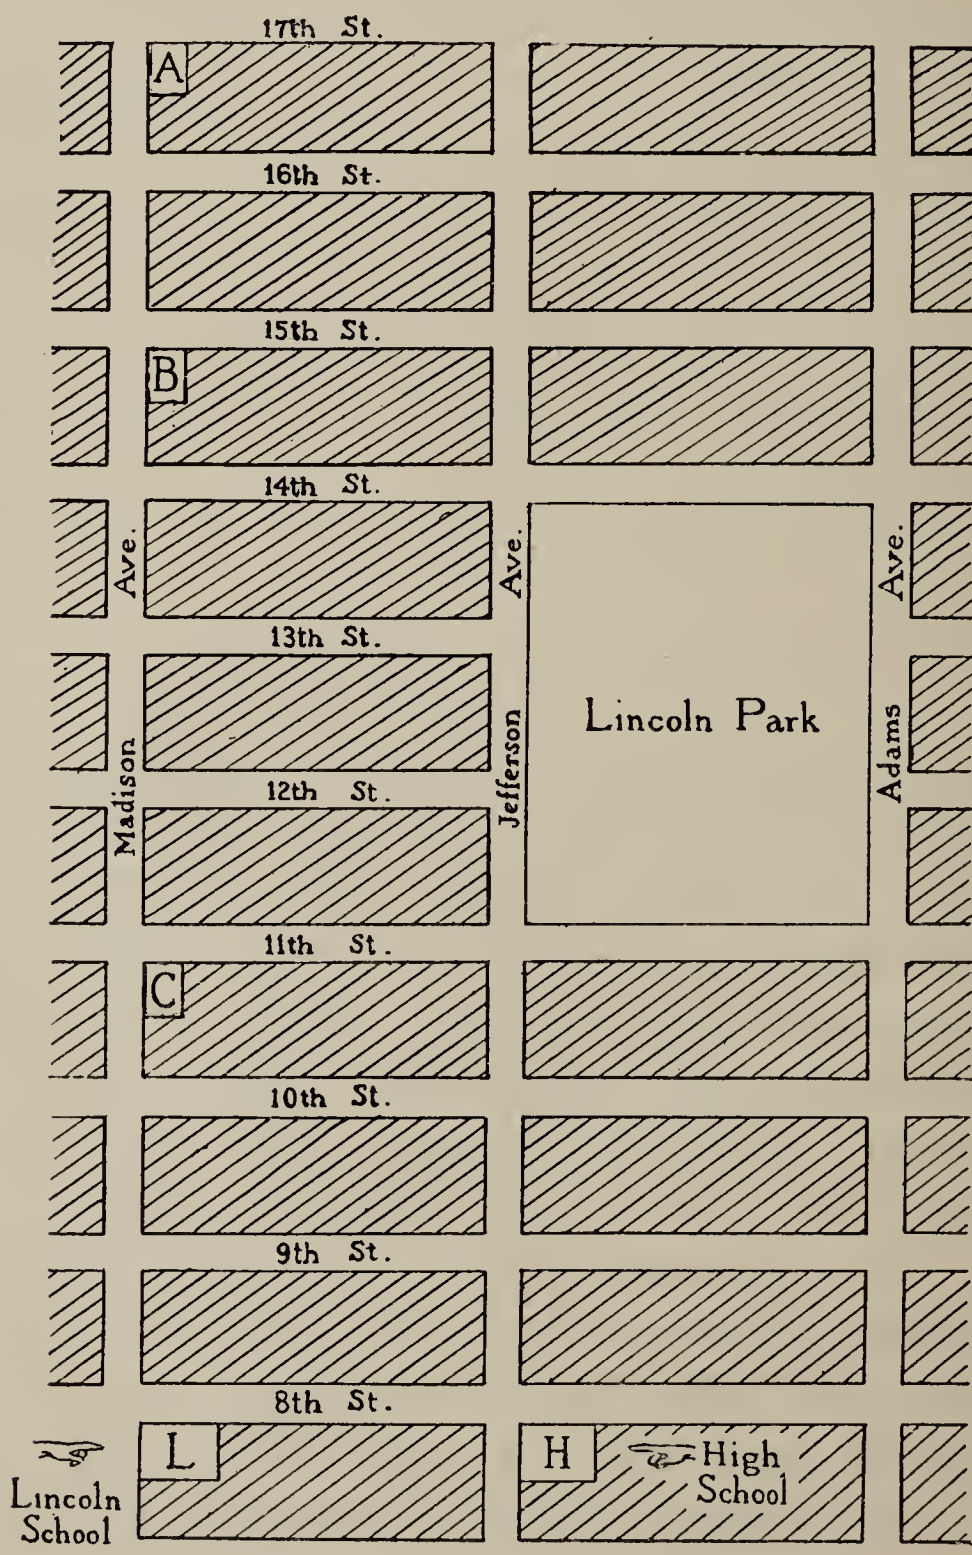 17th St.
A
16th St.
15th St.
B
14th St.
Madison Ave.
Jefferson Ave.
Adams Ave.
13th St.
Lincoln Park
12th St.
11th St.
C
10th St.
9th St.
8th St.
L
H
High
School
Lincoln
School